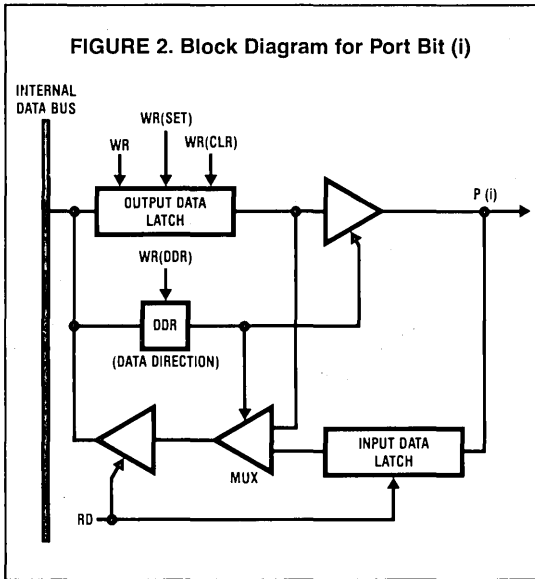 FIGURE 2. Block Diagram for Port Bit (i)
INTERNAL
DATA BUS
WR(SET)
WR
WR(CLR)
P (i)
OUTPUT DATA
LATCH
WR(DDR)
DDR
(DATA DIRECTION)
INPUT DATA
LATCH
MUX
RD